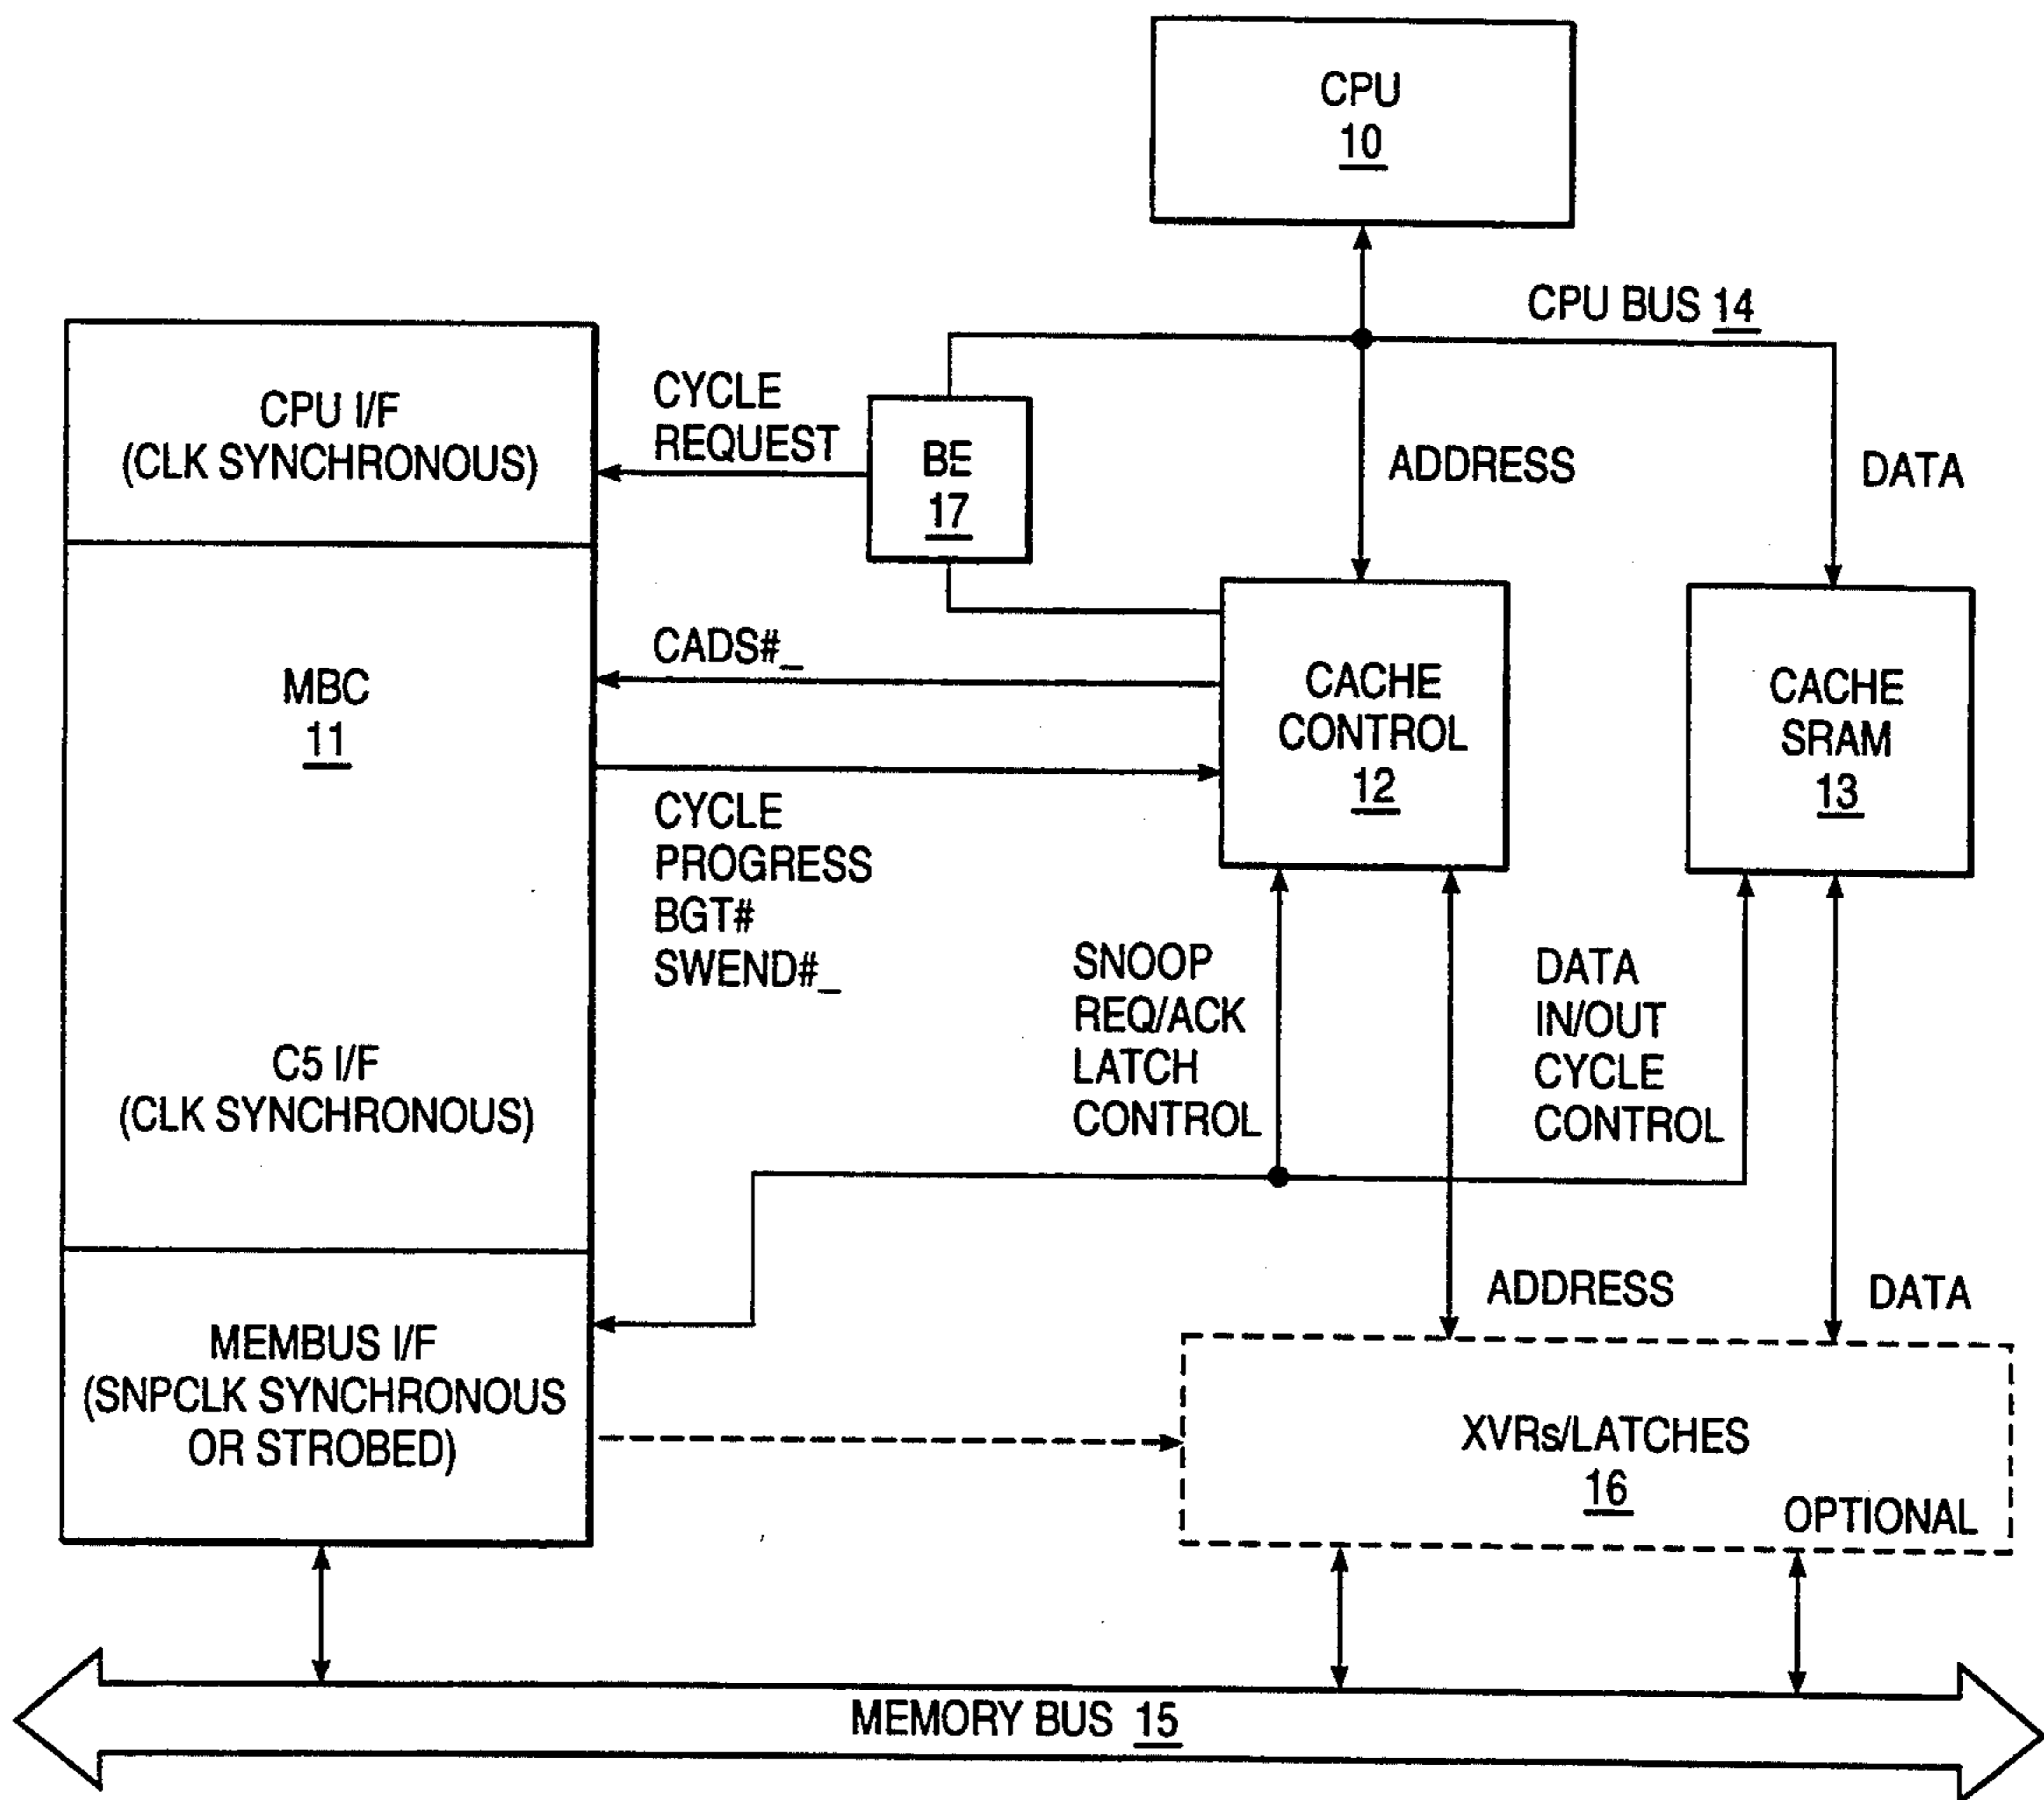 CPU
10
CPU BUS 14
CPU I/F
(CLK SYNCHRONOUS)
CYCLE
REQUEST
BE
17
ADDRESS
DATA
MBC
11
CADS#_
CACHE
CONTROL
12
CACHE
SRAM
13
CYCLE
PROGRESS
BGT#
SWEND#_
C5 I/F
(CLK SYNCHRONOUS)
SNOOP
REQ/ACK
LATCH
CONTROL
DATA
IN/OUT
CYCLE
CONTROL
ADDRESS
DATA
MEMBUS I/F
(SNPCLK SYNCHRONOUS
OR STROBED)
XVRs/LATCHES
16
OPTIONAL
MEMORY BUS 15